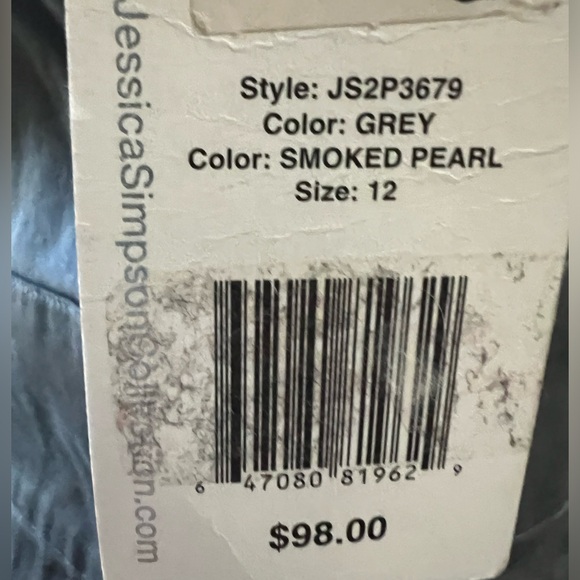 JessicaSimpsonCollection.com
Style: JS2P3679
Color: GREY
Color: SMOKED PEARL
Size: 12
6 47080 81962 9
$98.00